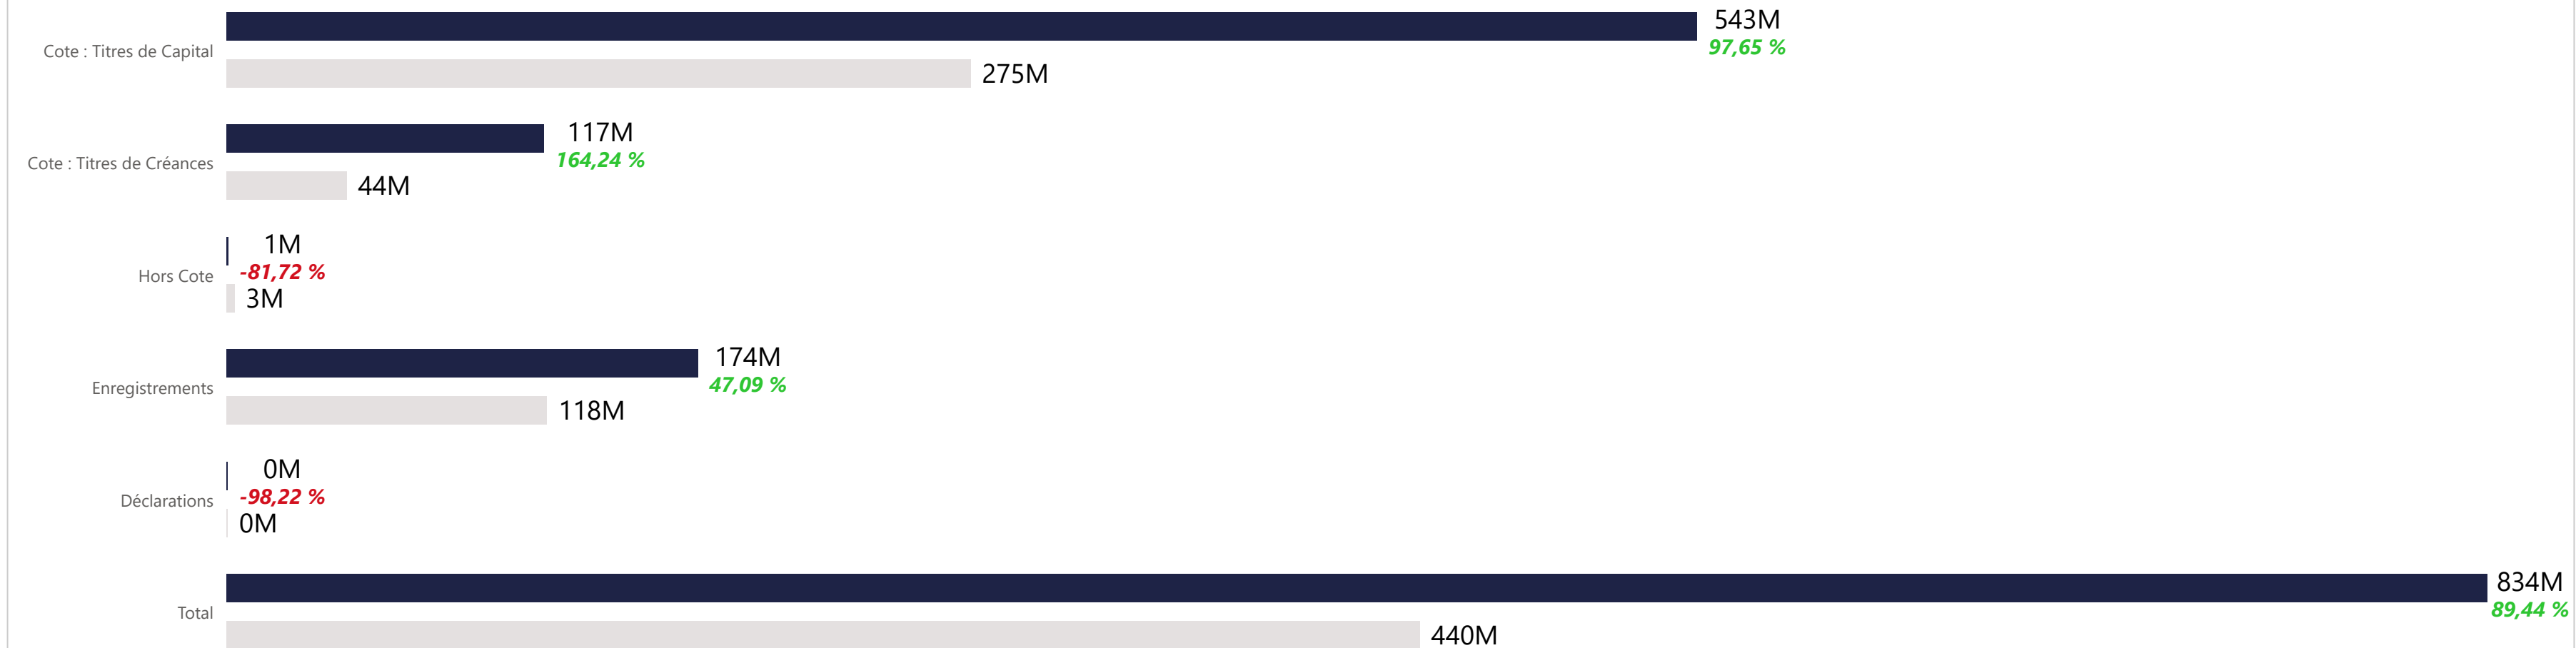 543M
97,65 %
Cote : Titres de Capital
275M
117M
164,24 %
Cote : Titres de Créances
44M
1M
-81,72 %
Hors Cote
3M
174M
47,09 %
Enregistrements
118M
0M
-98,22 %
Déclarations
0M
834M
89,44 %
Total
440M